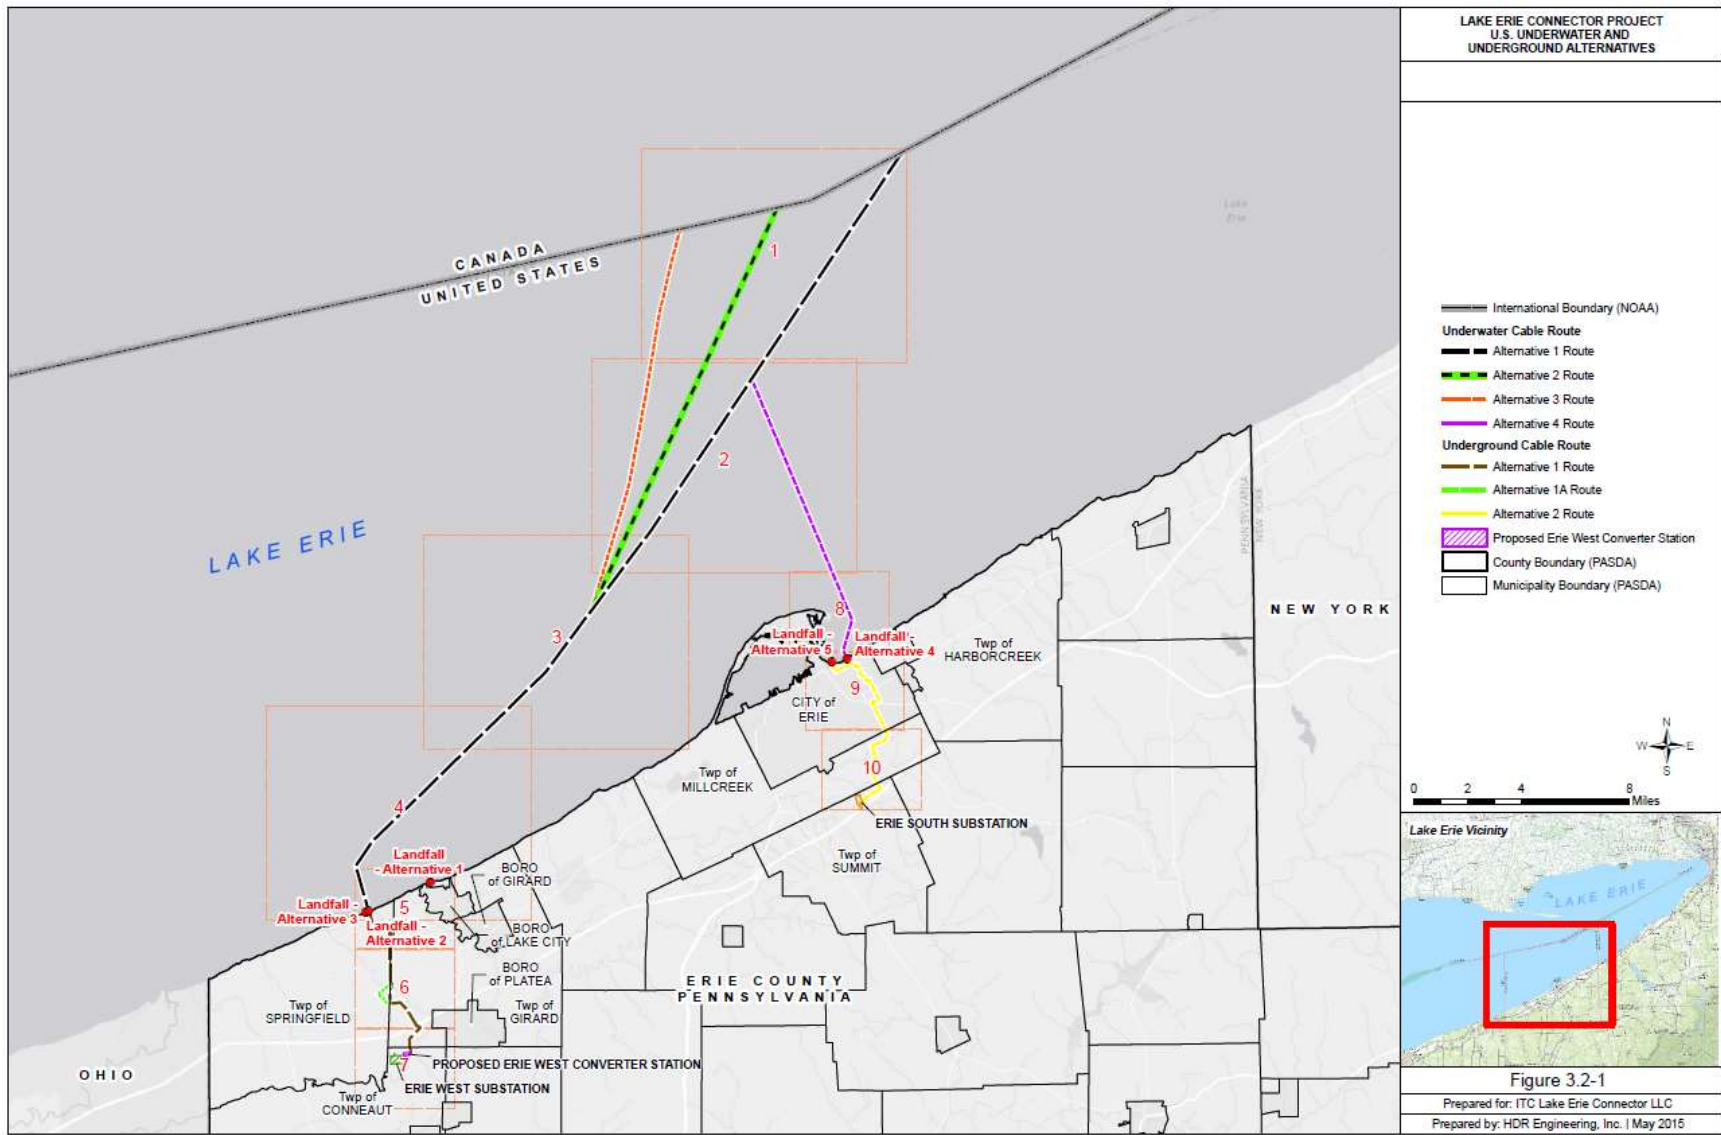 LAKE ERIE CONNECTOR PROJECT
U.S. UNDERWATER AND
UNDERGROUND ALTERNATIVES
International Boundary (NOAA)
Underwater Cable Route
Alternative 1 Route
Alternative 2 Route
Alternative 3 Route
Alternative 4 Route
Underground Cable Route
Alternative 1 Route
Alternative 1A Route
Alternative 2 Route
Proposed Erie West Converter Station
County Boundary (PASDA)
Municipality Boundary (PASDA)
N
W E
S
0 2 4 8
Miles
Lake Erie Vicinity
LAKE ERIE
Figure 3.2-1
Prepared for: ITC Lake Erie Connector LLC
Prepared by: HDR Engineering, Inc. | May 2015
CANADA
UNITED STATES
Lake
Erie
1
2
3
4
LAKE ERIE
PENNSYLVANIA
NEW YORK
NEW YORK
8
Landfall -
Alternative 5
Landfall -
Alternative 4
Twp of
HARBORCREEK
9
CITY of
ERIE
10
Twp of
MILLCREEK
ERIE SOUTH SUBSTATION
Twp of
SUMMIT
Landfall
- Alternative 1
BORO
of GIRARD
Landfall -
Alternative 3
5
Landfall -
Alternative 2
BORO
of LAKE CITY
BORO
of PLATEA
6
Twp of
SPRINGFIELD
Twp of
GIRARD
ERIE COUNTY
PENNSYLVANIA
7
PROPOSED ERIE WEST CONVERTER STATION
ERIE WEST SUBSTATION
OHIO
Twp of
CONNEAUT